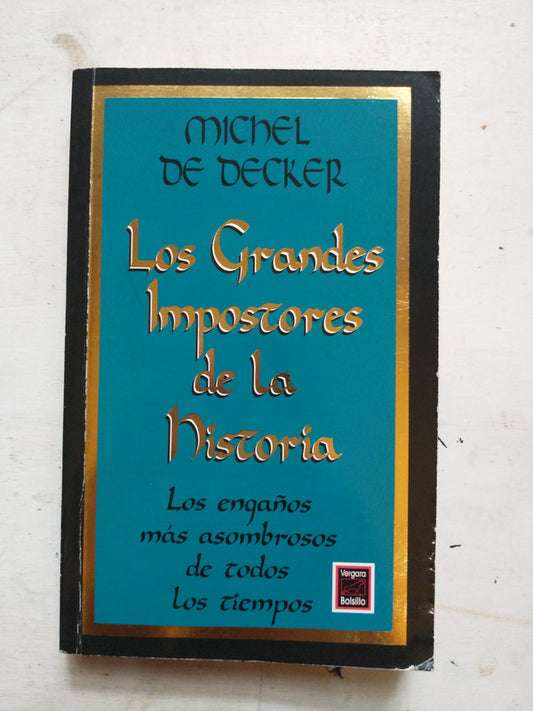 MICHEL
DE DECKER
Los Grandes
Impostores
de la
Historia
Los engaños
más asombrosos
de todos
los tiempos
Vergara
Bolsillo